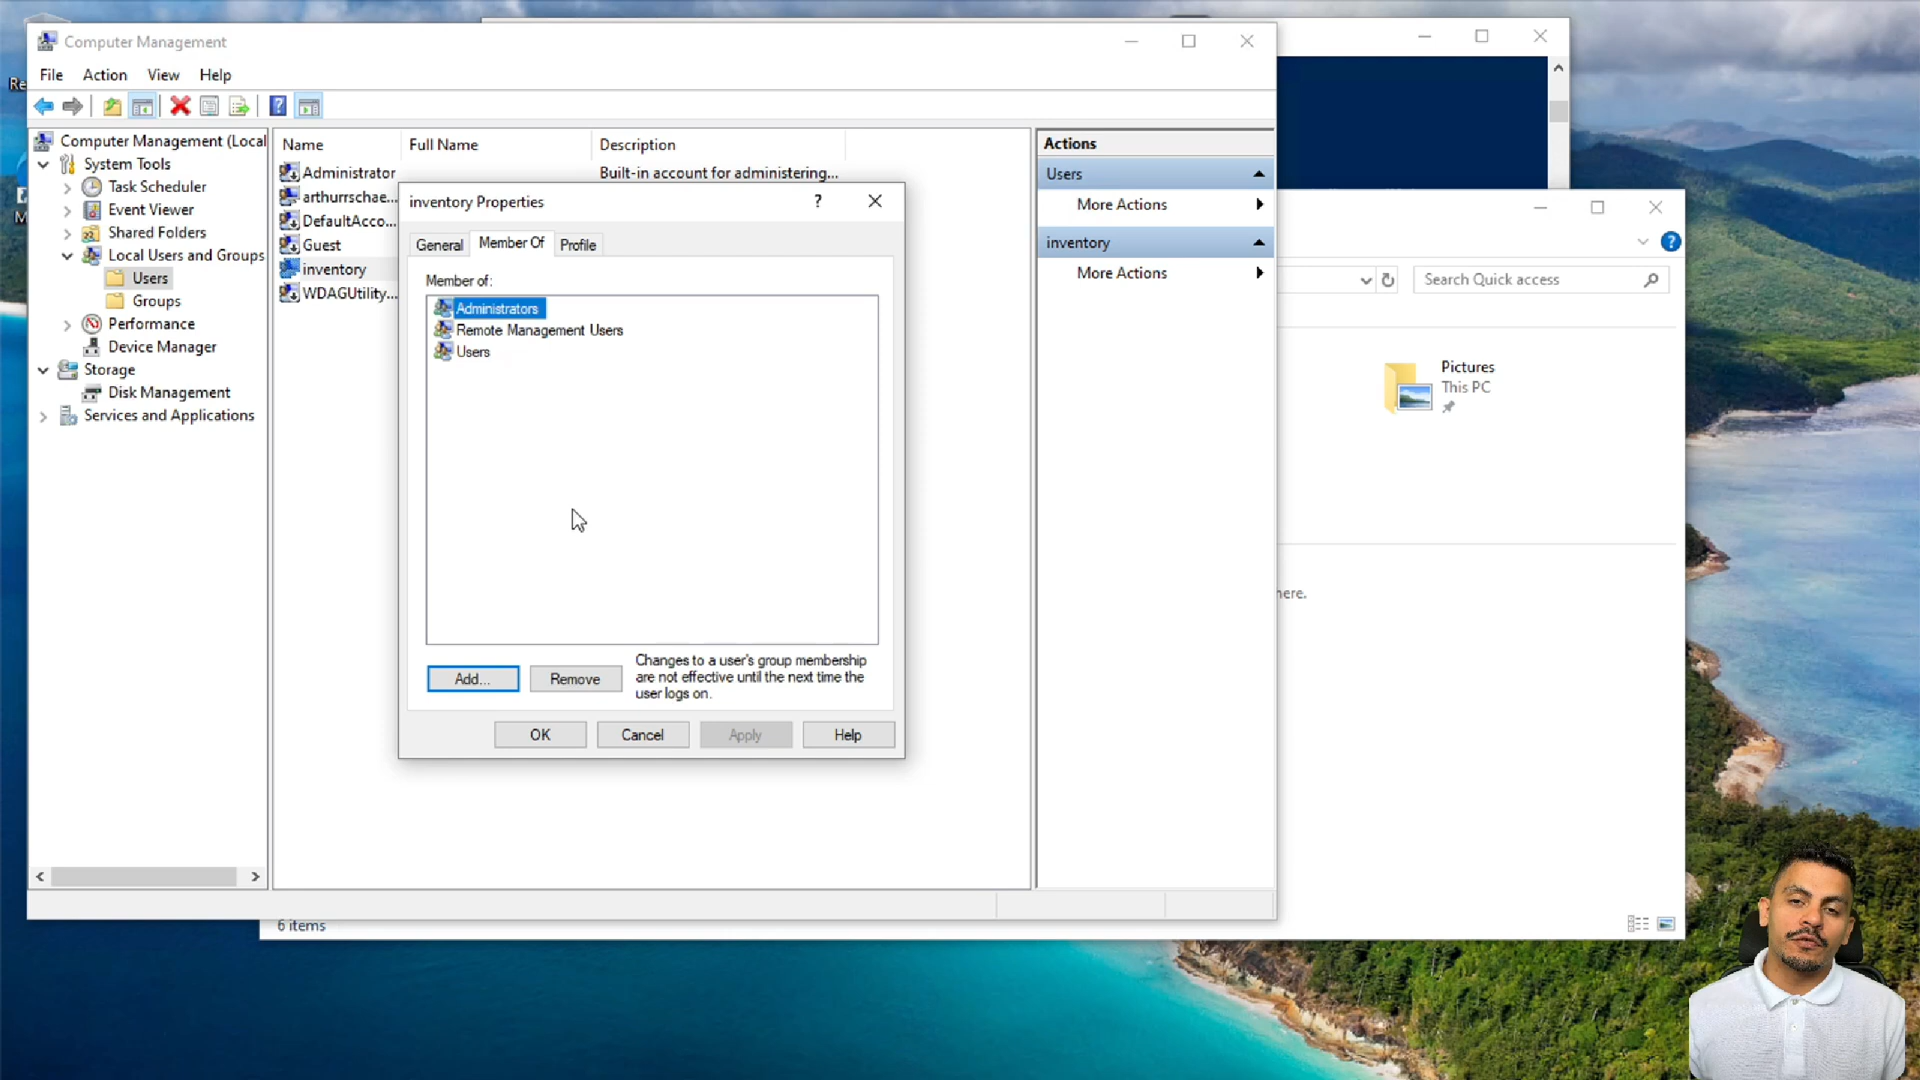 Computer Management
File Action View Help
Computer Management (Local
System Tools
Task Scheduler
Event Viewer
Shared Folders
Local Users and Groups
Users
Groups
Performance
Device Manager
Storage
Disk Management
Services and Applications
Name Full Name Description
Administrator Built-in account for administering...
arthurrschae...
DefaultAcco...
Guest
inventory
WDAGUtility...
inventory Properties
General Member Of Profile
Member of:
Administrators
Remote Management Users
Users
Add... Remove
Changes to a user's group membership
are not effective until the next time the
user logs on.
OK Cancel Apply Help
Actions
Users
More Actions
inventory
More Actions
Search Quick access
Pictures
This PC
here.
6 items
Re
M